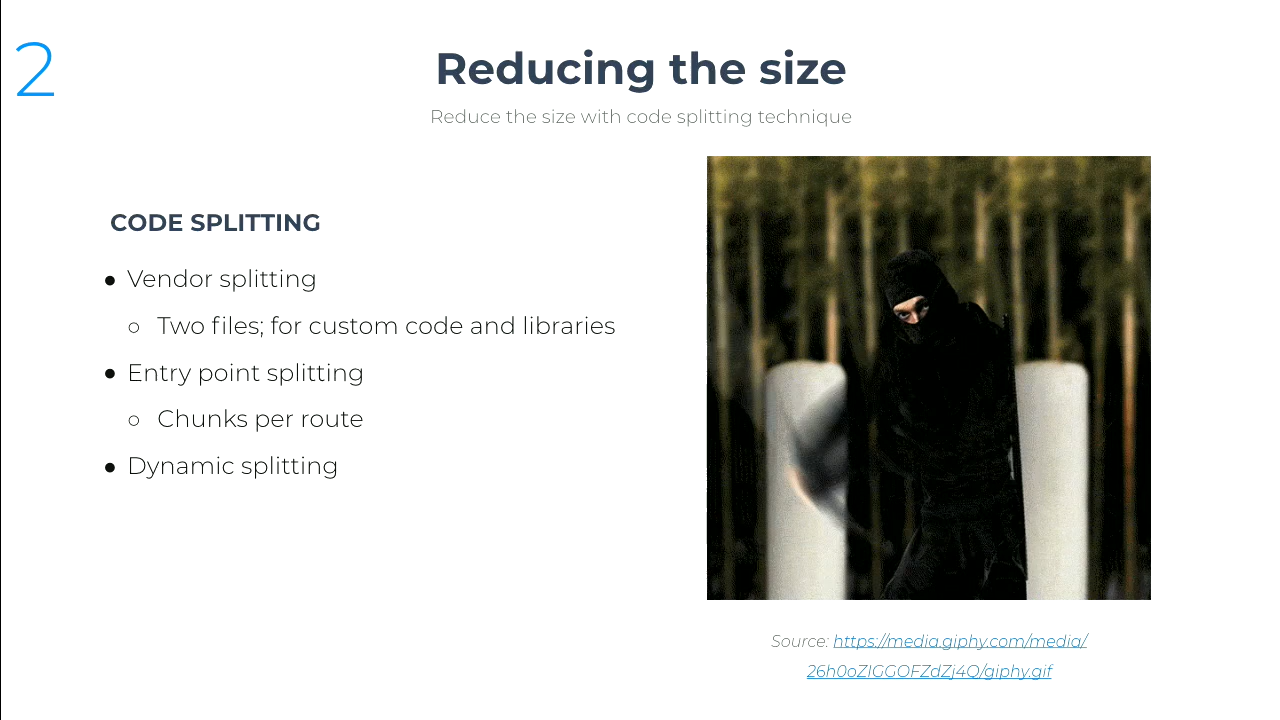 2
Reducing the size
Reduce the size with code splitting technique
CODE SPLITTING
● Vendor splitting
○ Two files; for custom code and libraries
● Entry point splitting
○ Chunks per route
● Dynamic splitting
Source: https://media.giphy.com/media/
26h0oZIGGOFZdZj4Q/giphy.gif